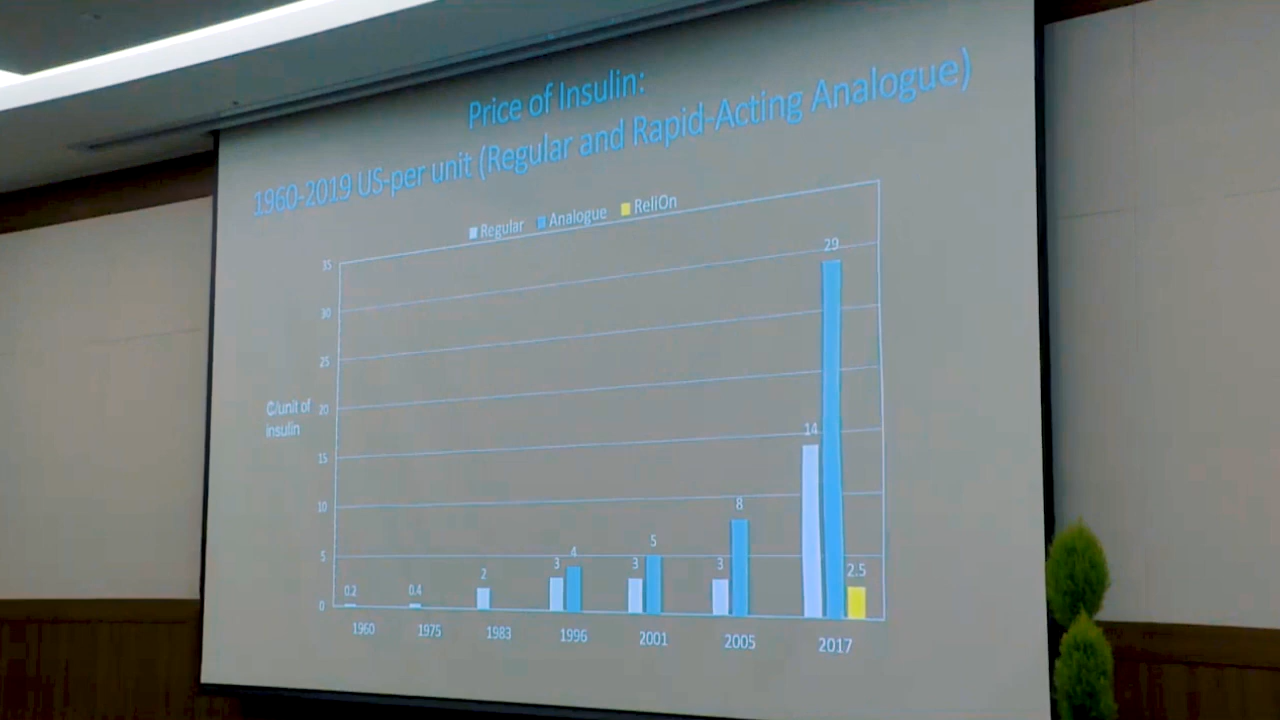 Price of Insulin:
1960-2019 US-per unit (Regular and Rapid-Acting Analogue)
Regular Analogue ReliOn
35
30
25
20
15
10
5
0
₵/unit of
insulin
0.2
0.4
2
3 4
3 5
3 8
14 29 2.5
1960 1975 1983 1996 2001 2005 2017